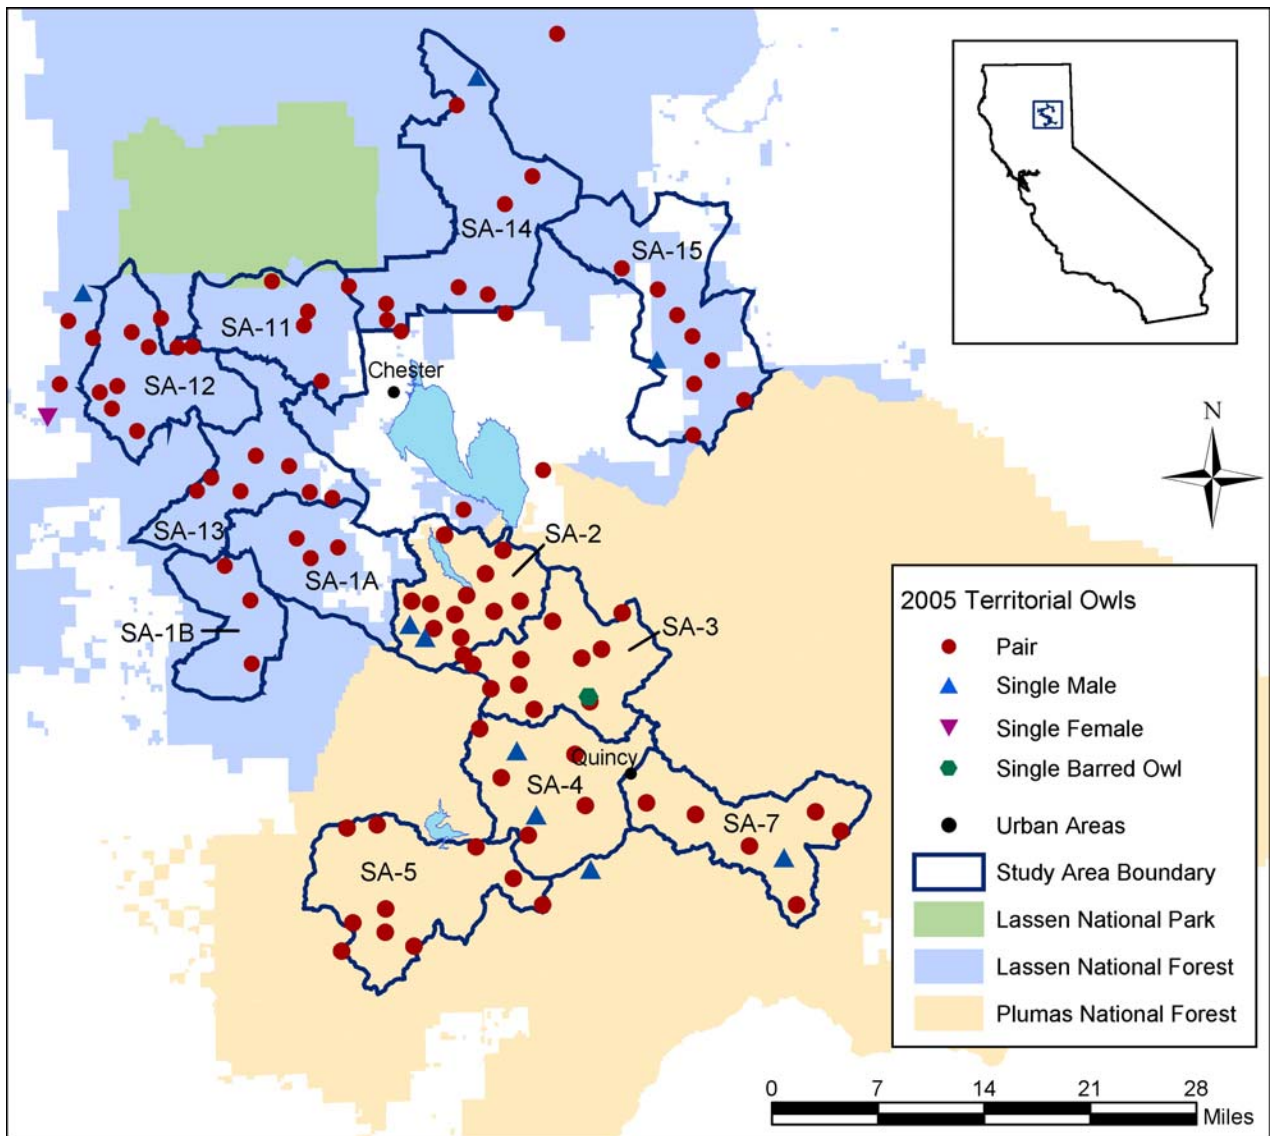 SA-14
SA-15
SA-11
Chester
SA-12
N
SA-13
SA-2
SA-1A
SA-1B
SA-3
Quincy
SA-4
SA-7
SA-5
2005 Territorial Owls
Pair
Single Male
Single Female
Single Barred Owl
Urban Areas
Study Area Boundary
Lassen National Park
Lassen National Forest
Plumas National Forest
0 7 14 21 28
Miles